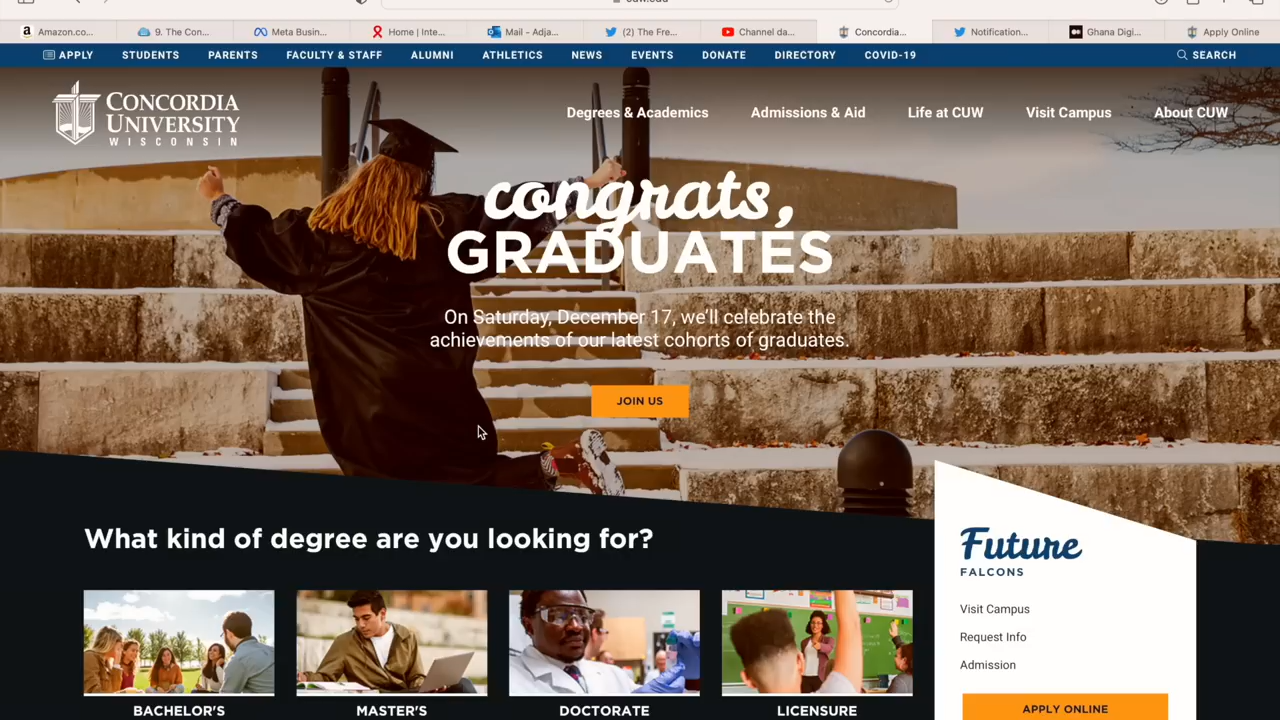 Amazon.co...
9. The Con...
Meta Busin...
Home | Inte...
Mail - Adja...
(2) The Fre...
Channel da...
Concordia...
Notification...
Ghana Digi...
Apply Online
APPLY
STUDENTS
PARENTS
FACULTY & STAFF
ALUMNI
ATHLETICS
NEWS
EVENTS
DONATE
DIRECTORY
COVID-19
SEARCH
CONCORDIA
UNIVERSITY
WISCONSIN
Degrees & Academics
Admissions & Aid
Life at CUW
Visit Campus
About CUW
congrats,
GRADUATES
On Saturday, December 17, we'll celebrate the
achievements of our latest cohorts of graduates.
JOIN US
What kind of degree are you looking for?
BACHELOR'S
MASTER'S
DOCTORATE
LICENSURE
Future
FALCONS
Visit Campus
Request Info
Admission
APPLY ONLINE